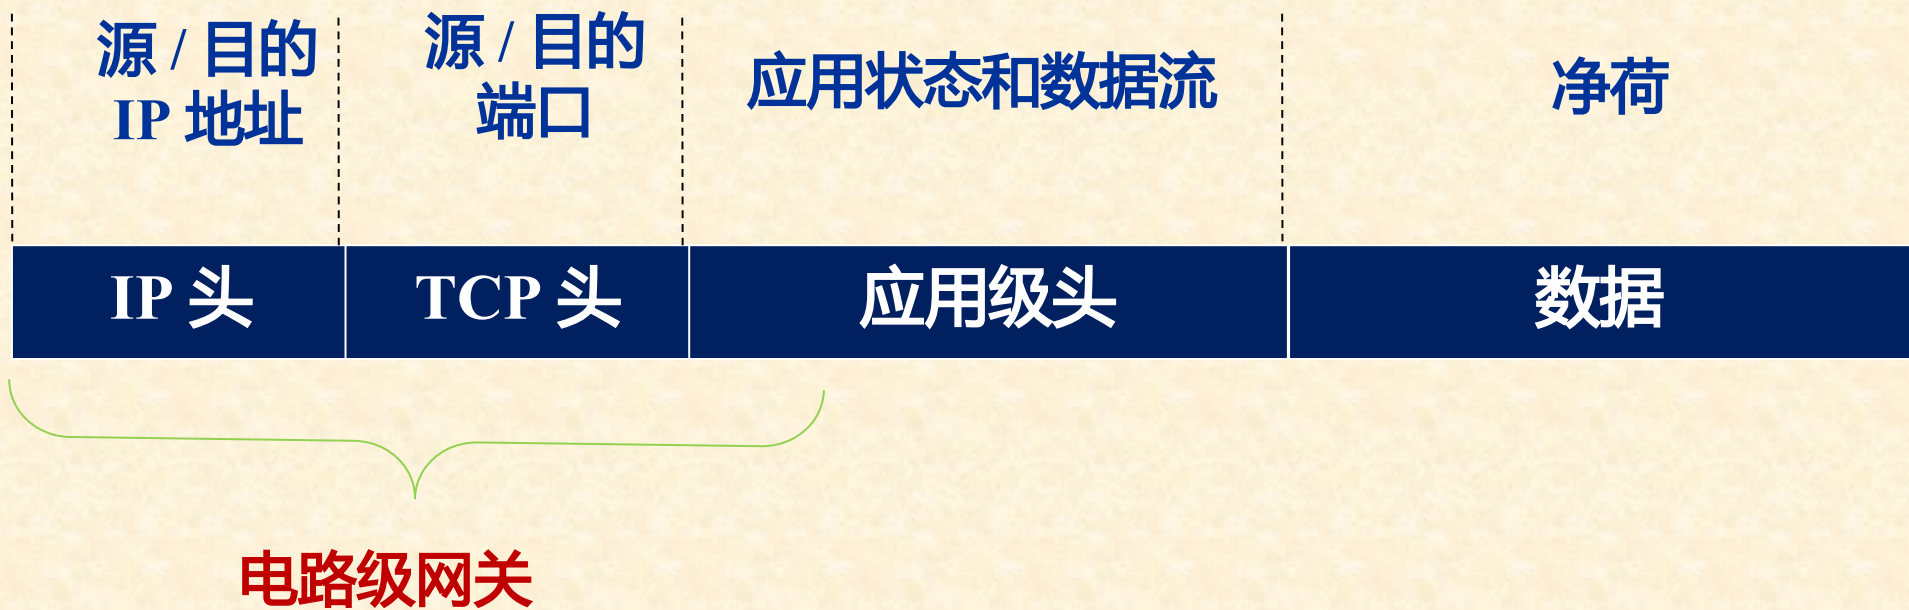 源 / 目的
IP 地址
源 / 目的
端口
应用状态和数据流
净荷
IP 头
TCP 头
应用级头
数据
电路级网关